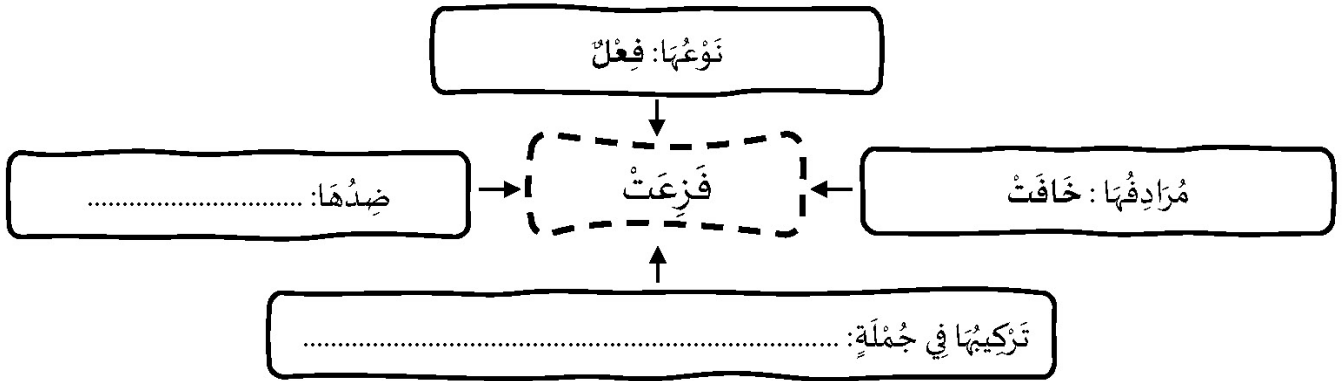 نَوْعُهَا: فِعْلٌ
مُرَادِفُهَا : خَافَتْ
فَزِعَتْ
ضِدُهَا: ..............................
تَرْكِيبُهَا فِي جُمْلَةٍ: ............................................................................